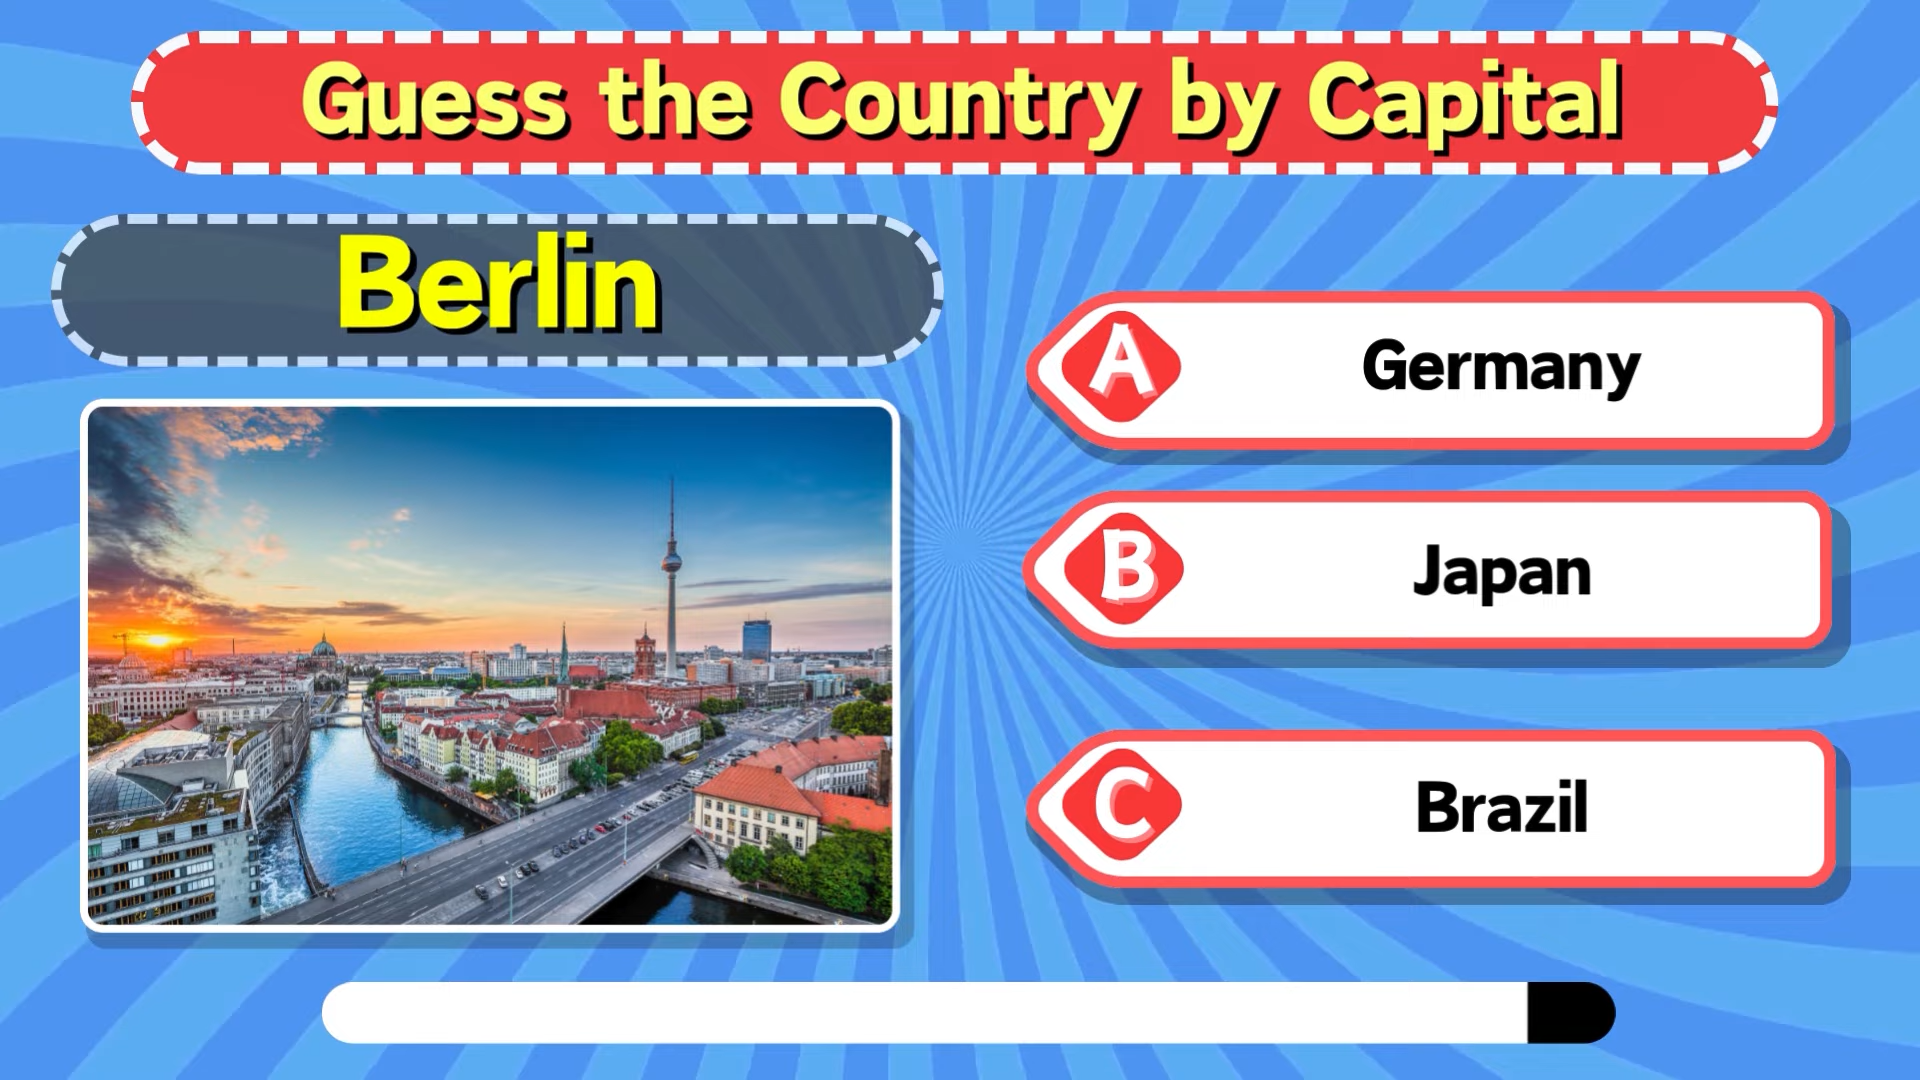 Guess the Country by Capital
Berlin
A Germany
B Japan
C Brazil